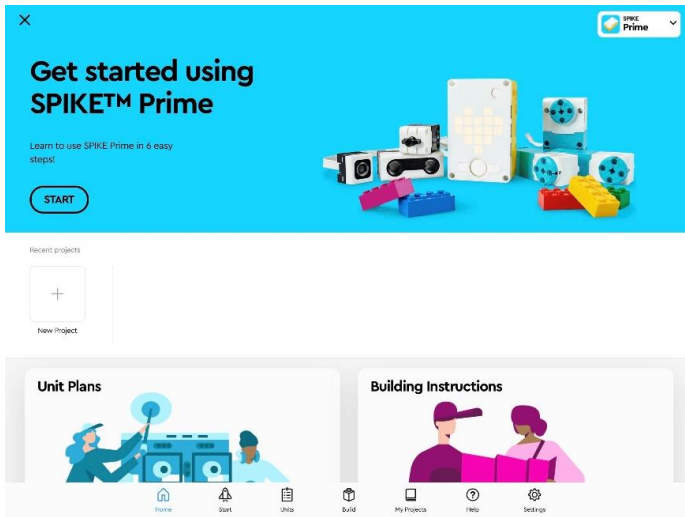 SPIKE
Prime
Get started using
SPIKE™ Prime
Learn to use SPIKE Prime in 6 easy
steps!
START
Recent projects
New Project
Unit Plans
Building Instructions
Home
Start
Units
Build
My Projects
Help
Settings